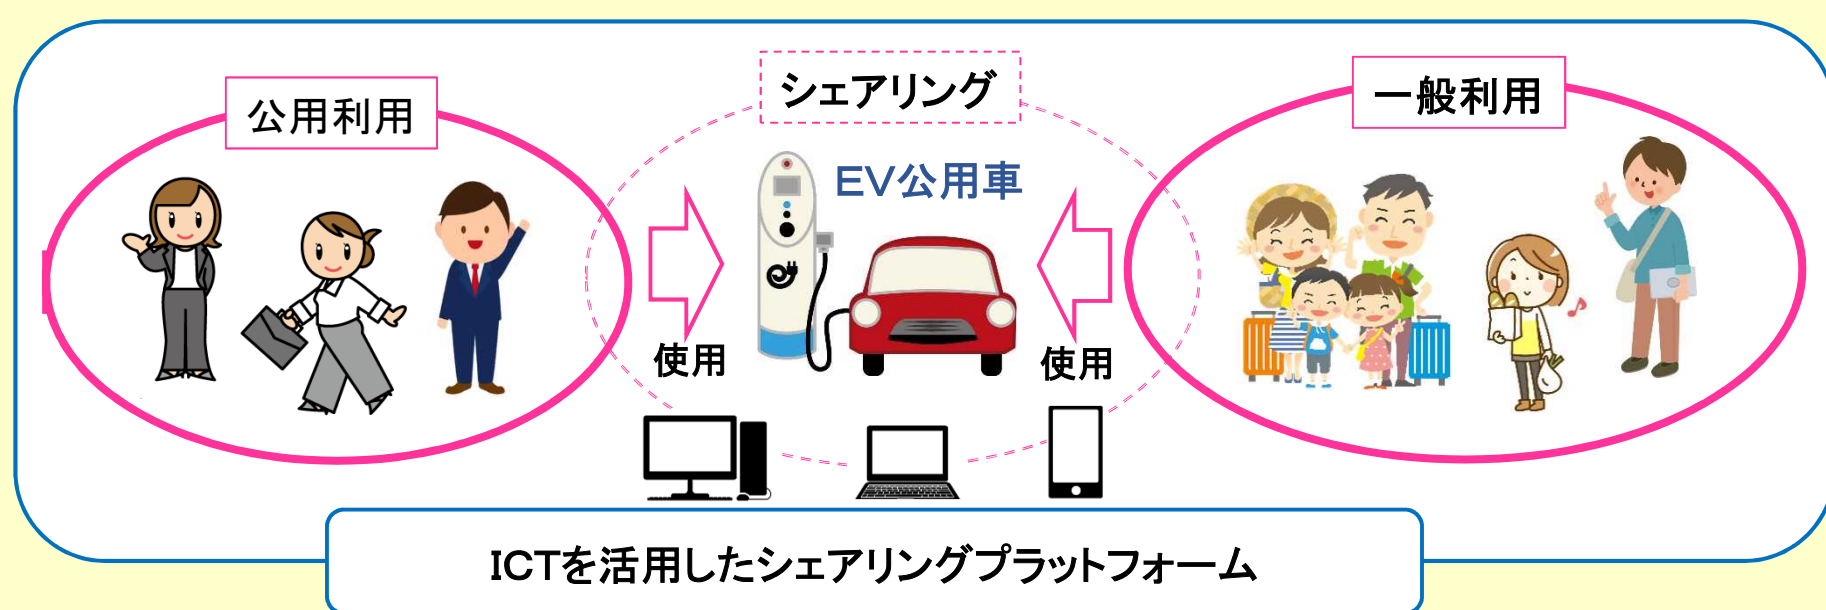 シェアリング
公用利用
一般利用
EV公用車
使用
使用
ICTを活用したシェアリングプラットフォーム